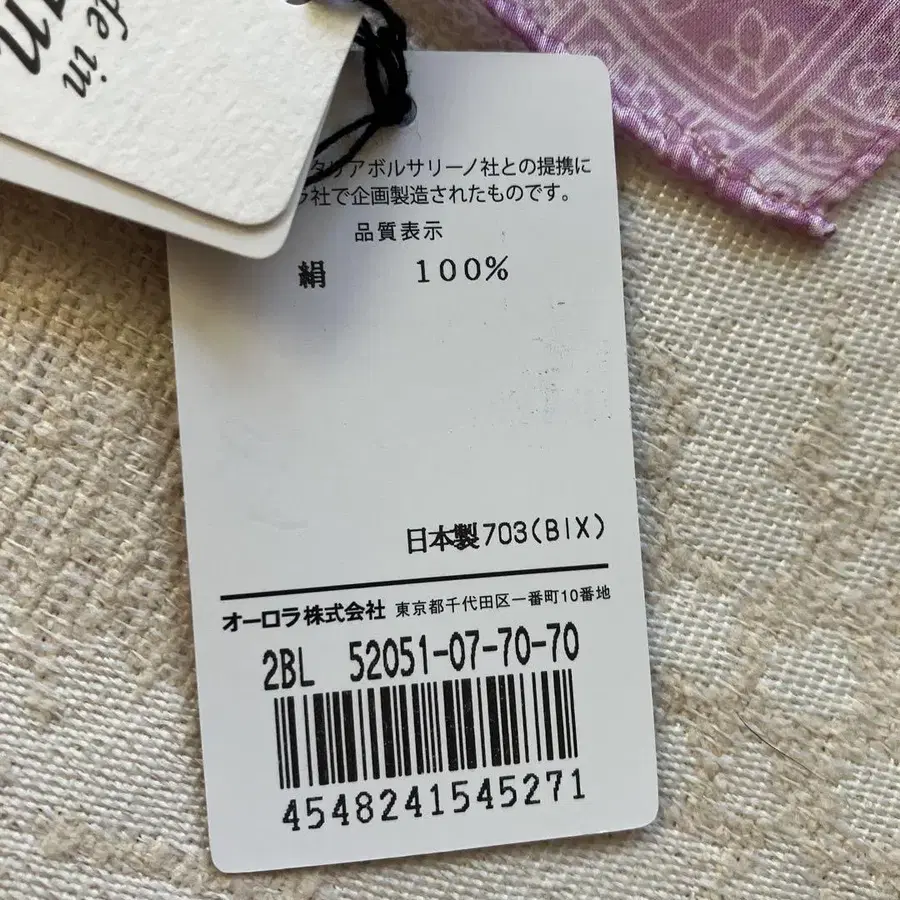 de in
タリアボルサリーノ社との提携に
ラ社で企画製造されたものです。
品質表示
絹 100%
日本製703(BIX)
オーロラ株式会社 東京都千代田区一番町10番地
2BL 52051-07-70-70
4548241545271